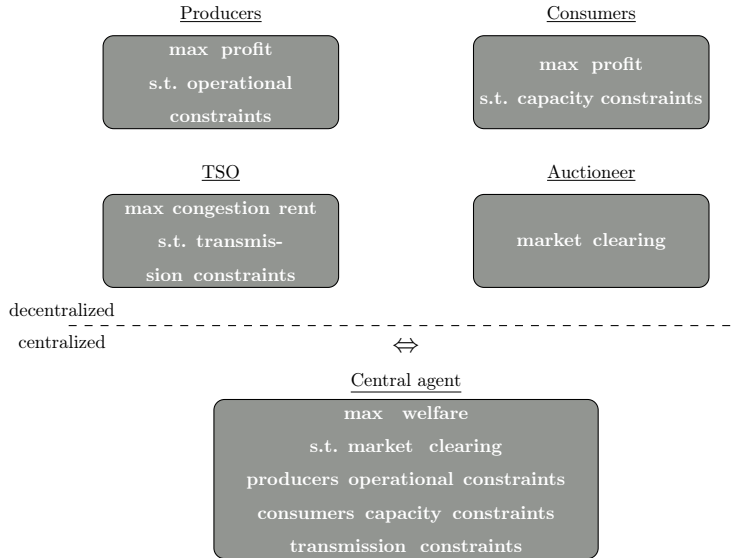 Producers
max profit
s.t. operational
constraints
Consumers
max profit
s.t. capacity constraints
TSO
max congestion rent
s.t. transmis-
sion constraints
Auctioneer
market clearing
decentralized
centralized
⇔
Central agent
max welfare
s.t. market clearing
producers operational constraints
consumers capacity constraints
transmission constraints